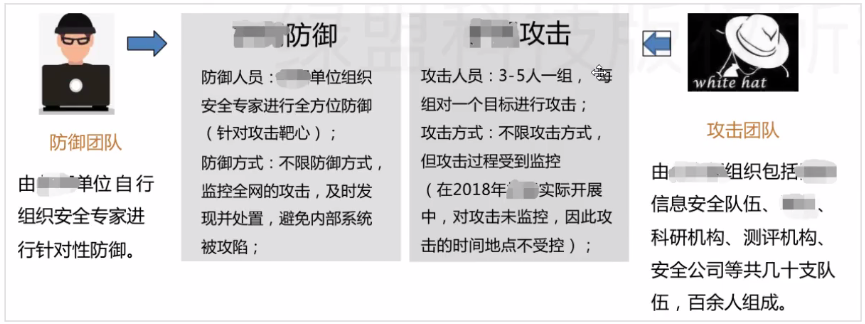 防御团队
由 单位自行
组织安全专家进
行针对性防御。
防御
防御人员： 单位组织
安全专家进行全方位防御
（针对攻击靶心）；
防御方式：不限防御方式，
监控全网的攻击，及时发
现并处置，避免内部系统
被攻陷；
攻击
攻击人员：3-5人一组， 每
组对一个目标进行攻击；
攻击方式：不限攻击方式，
但攻击过程受到监控
（在2018年 实际开展
中，对攻击未监控，因此攻
击的时间地点不受控）；
white hat
攻击团队
由 组织包括
信息安全队伍、 、
科研机构、测评机构、
安全公司等共几十支队
伍，百余人组成。